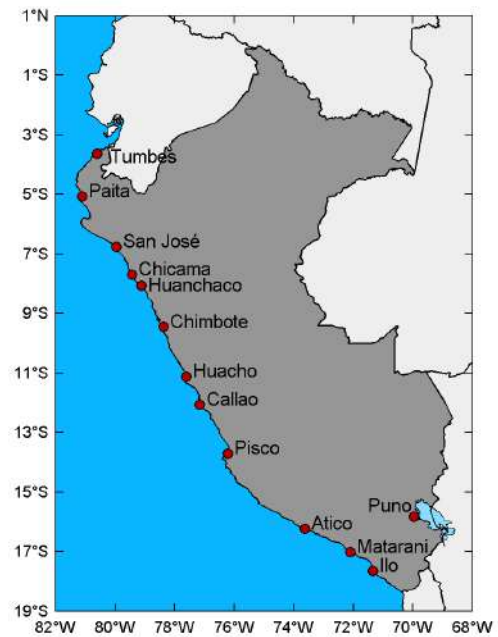 1°N
1°S
3°S
Tumbes
5°S
Paita
7°S
San José
Chicama
Huanchaco
9°S
Chimbote
11°S
Huacho
Callao
13°S
Pisco
15°S
Puno
Atico
17°S
Matarani
Ilo
19°S
82°W 80°W 78°W 76°W 74°W 72°W 70°W 68°W